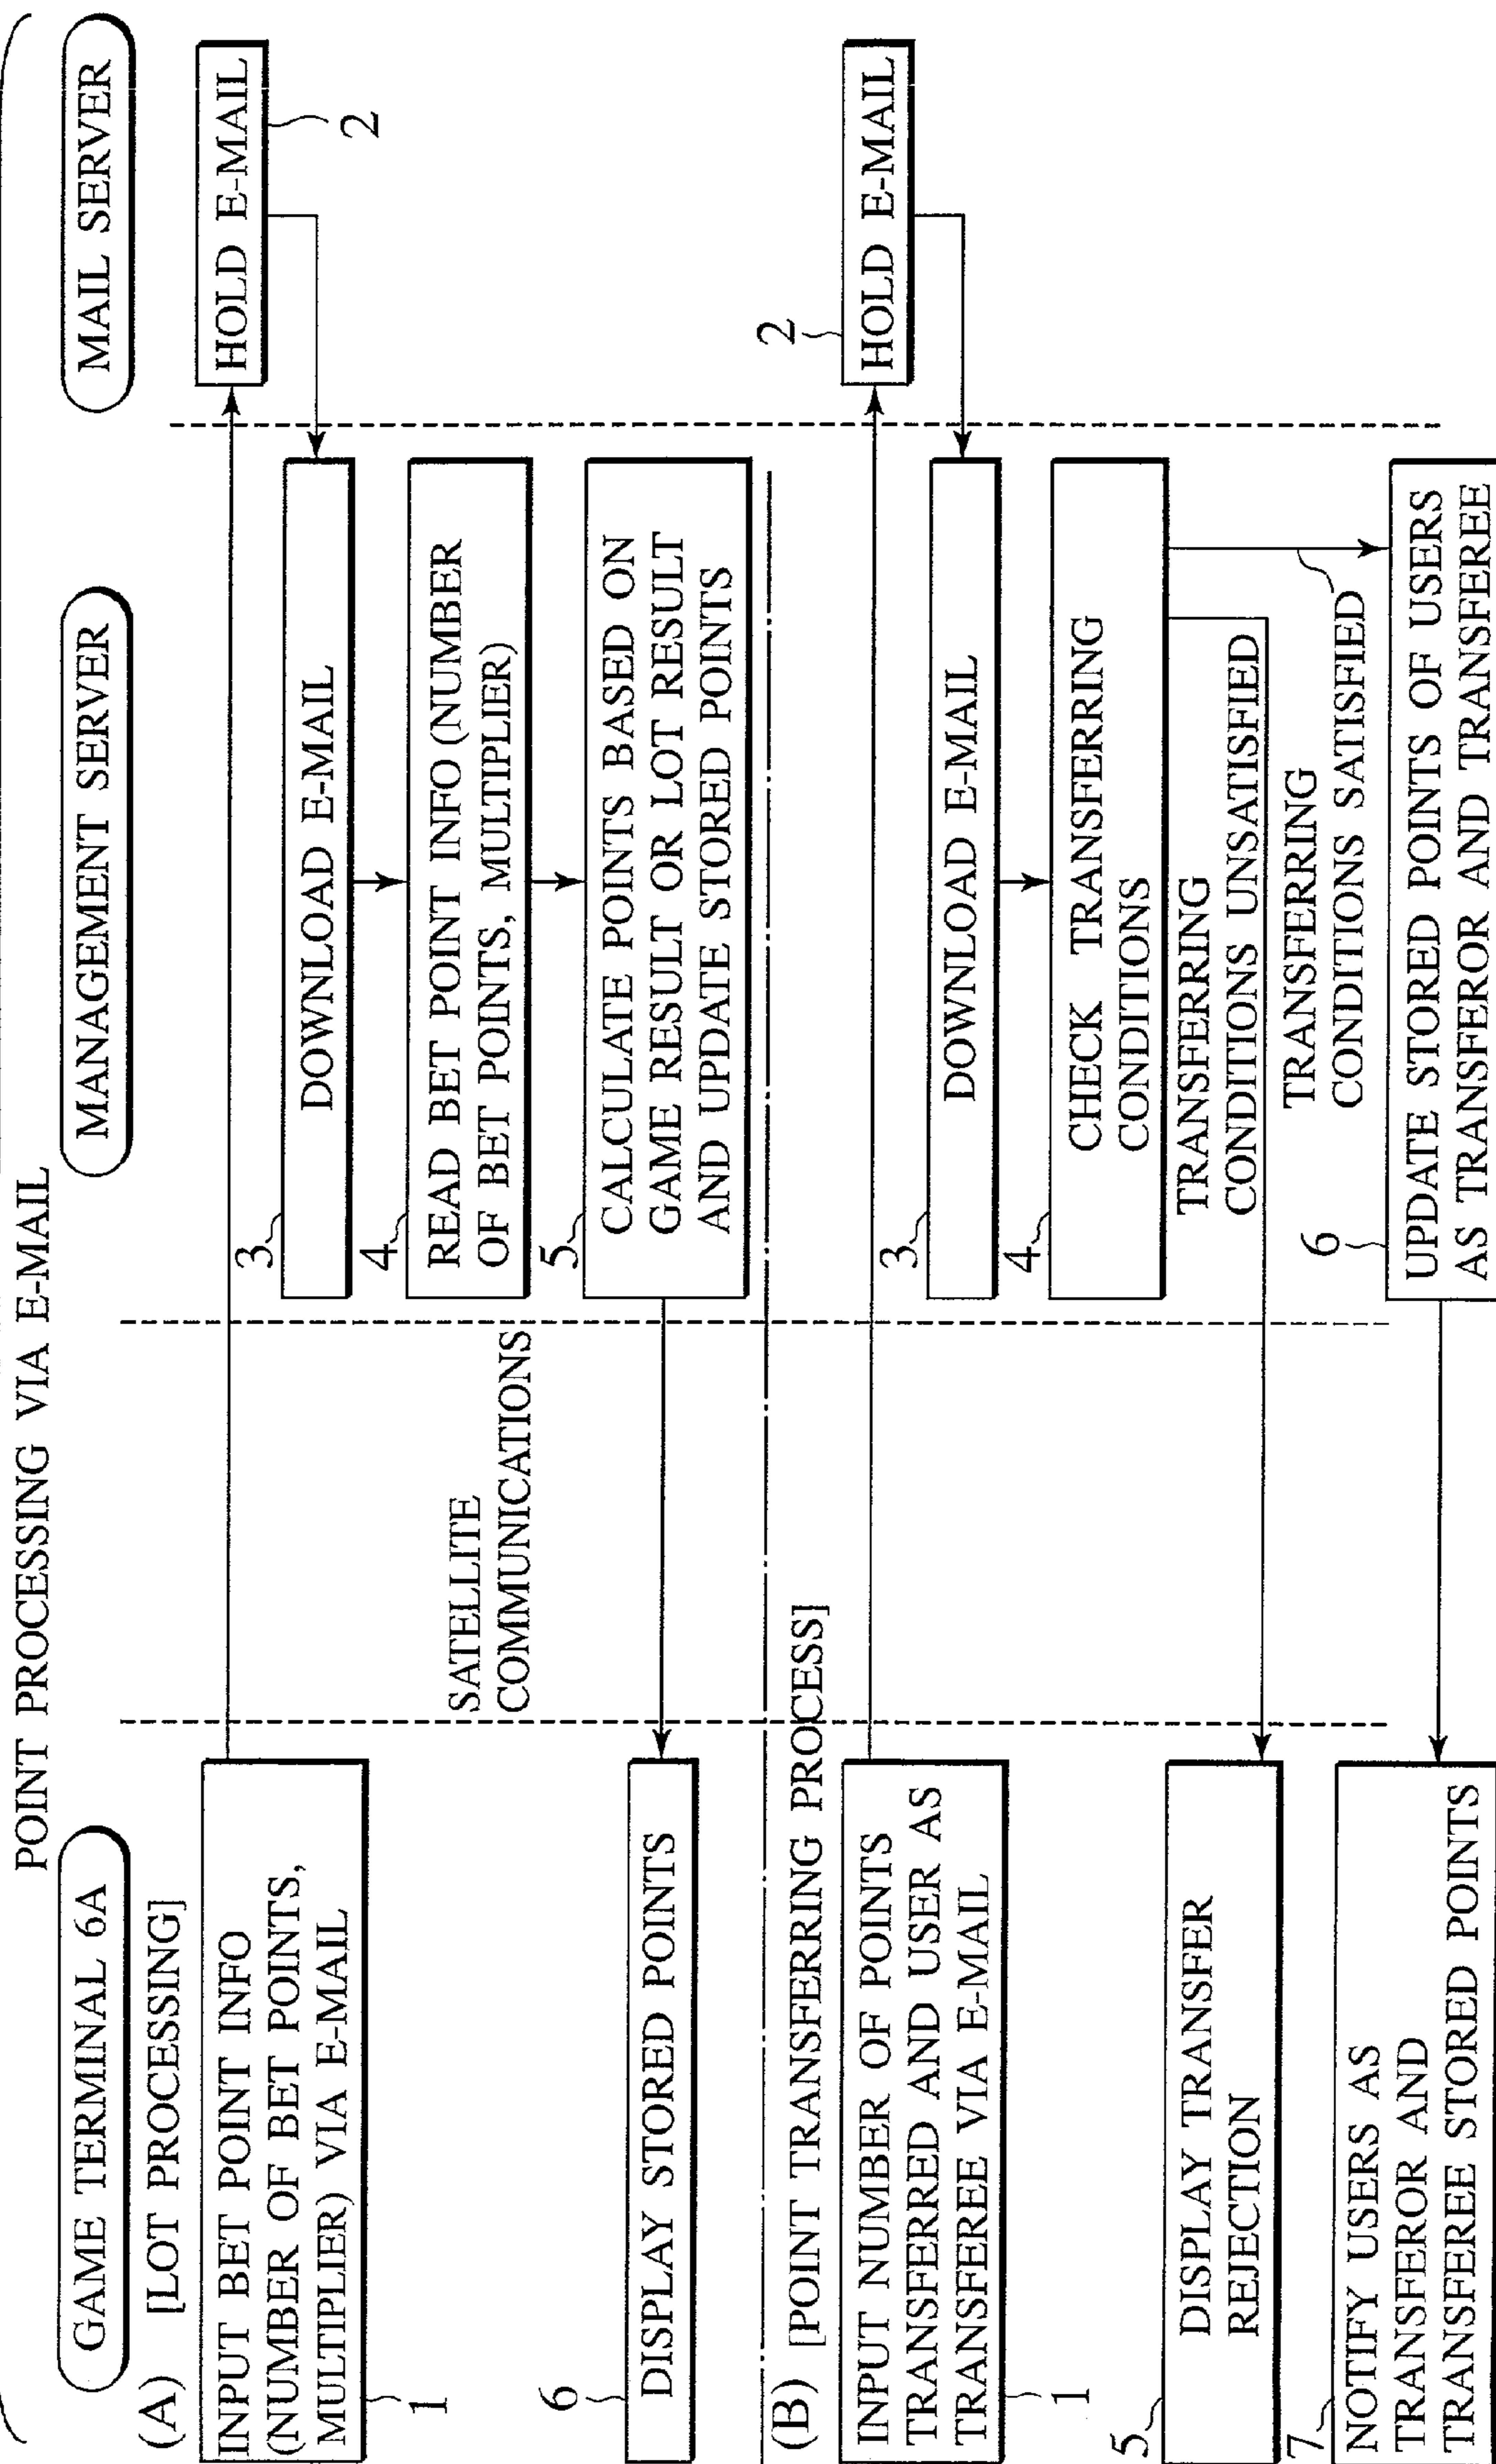 POINT PROCESSING VIA E-MAIL
GAME TERMINAL 6A
MANAGEMENT SERVER
MAIL SERVER
(A) [LOT PROCESSING]
INPUT BET POINT INFO
(NUMBER OF BET POINTS,
MULTIPLIER) VIA E-MAIL
1
HOLD E-MAIL
2
3
DOWNLOAD E-MAIL
4
READ BET POINT INFO (NUMBER
OF BET POINTS, MULTIPLIER)
SATELLITE
COMMUNICATIONS
5
CALCULATE POINTS BASED ON
GAME RESULT OR LOT RESULT
AND UPDATE STORED POINTS
6
DISPLAY STORED POINTS
(B) [POINT TRANSFERRING PROCESS]
INPUT NUMBER OF POINTS
TRANSFERRED AND USER AS
TRANSFEREE VIA E-MAIL
1
2
HOLD E-MAIL
3
DOWNLOAD E-MAIL
4
CHECK TRANSFERRING
CONDITIONS
TRANSFERRING
CONDITIONS UNSATISFIED
5
DISPLAY TRANSFER
REJECTION
TRANSFERRING
CONDITIONS SATISFIED
6
UPDATE STORED POINTS OF USERS
AS TRANSFEROR AND TRANSFEREE
7
NOTIFY USERS AS
TRANSFEROR AND
TRANSFEREE STORED POINTS